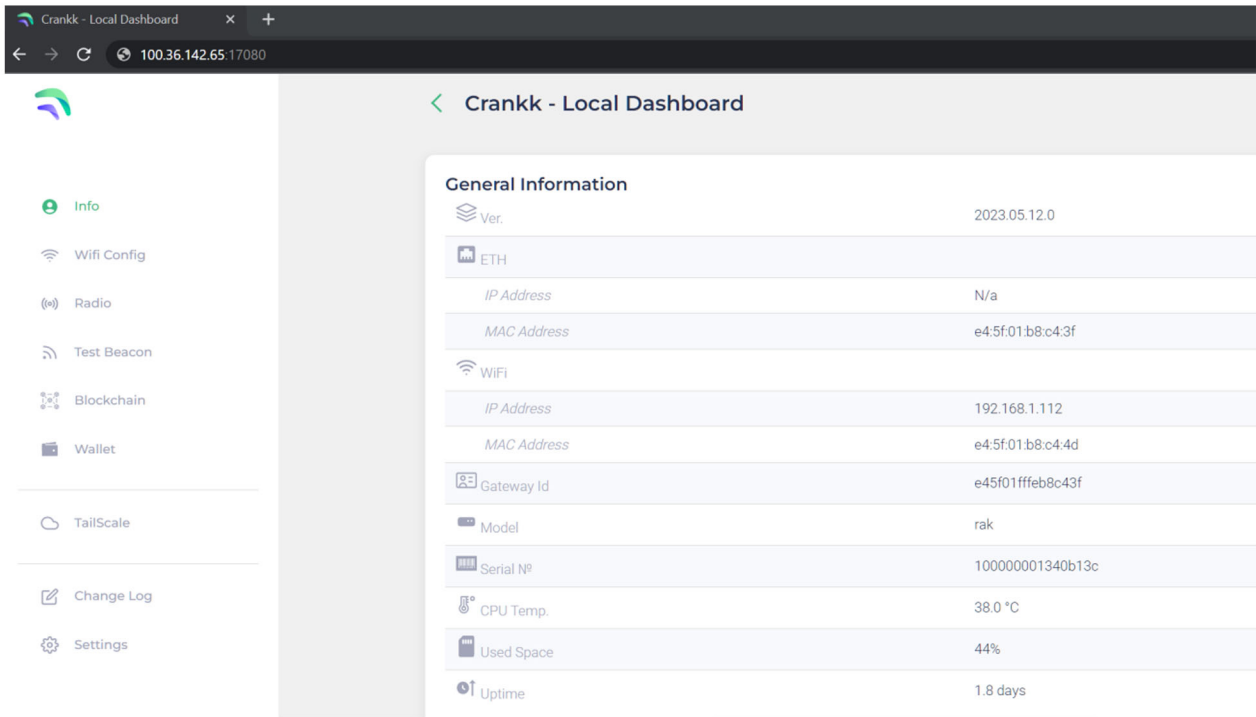 Crankk - Local Dashboard
100.36.142.65:17080
Crankk - Local Dashboard
Info
Wifi Config
Radio
Test Beacon
Blockchain
Wallet
TailScale
Change Log
Settings
General Information
Ver. 2023.05.12.0
ETH
IP Address N/a
MAC Address e4:5f:01:b8:c4:3f
WiFi
IP Address 192.168.1.112
MAC Address e4:5f:01:b8:c4:4d
Gateway Id e45f01fffeb8c43f
Model rak
Serial Nº 100000001340b13c
CPU Temp. 38.0 °C
Used Space 44%
Uptime 1.8 days